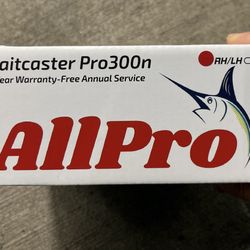 aitcaster Pro300n
RH/LH
ear Warranty-Free Annual Service
AllPro